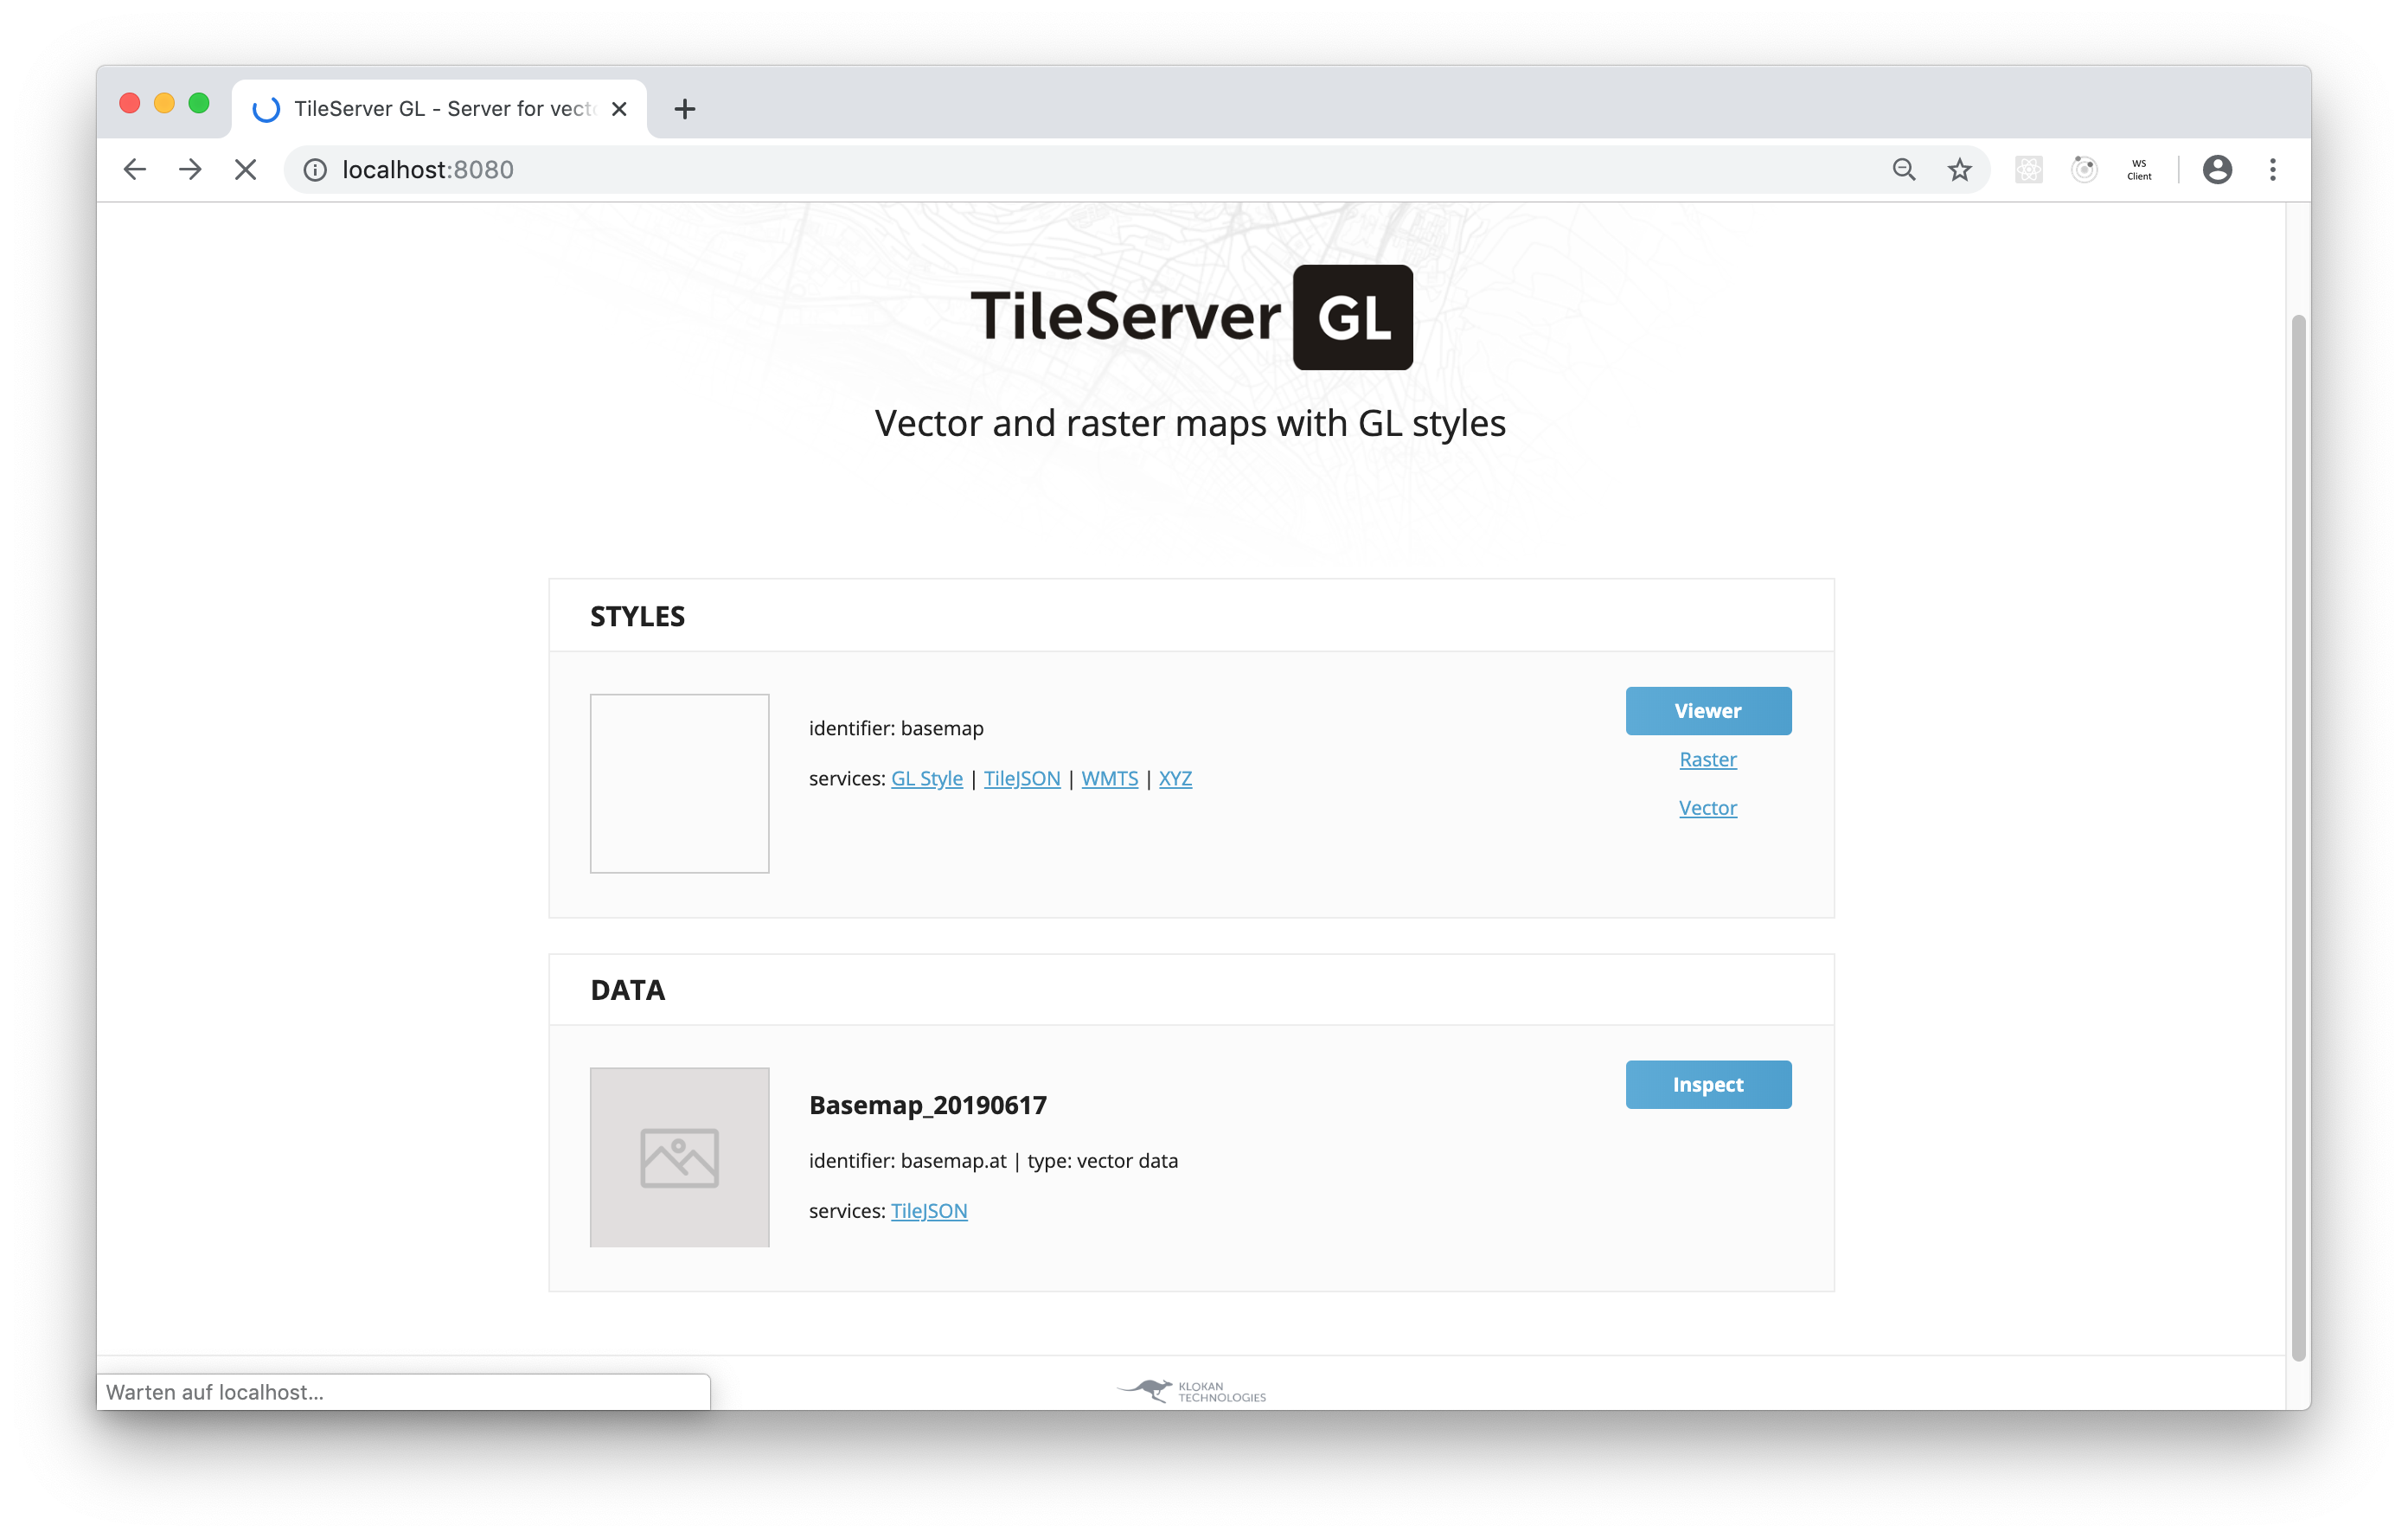 TileServer GL - Server for vect
localhost:8080
WS
Client
TileServer GL
Vector and raster maps with GL styles
STYLES
identifier: basemap
services: GL Style | TileJSON | WMTS | XYZ
Viewer
Raster
Vector
DATA
Basemap_20190617
identifier: basemap.at | type: vector data
services: TileJSON
Inspect
Warten auf localhost...
KLOKAN
TECHNOLOGIES